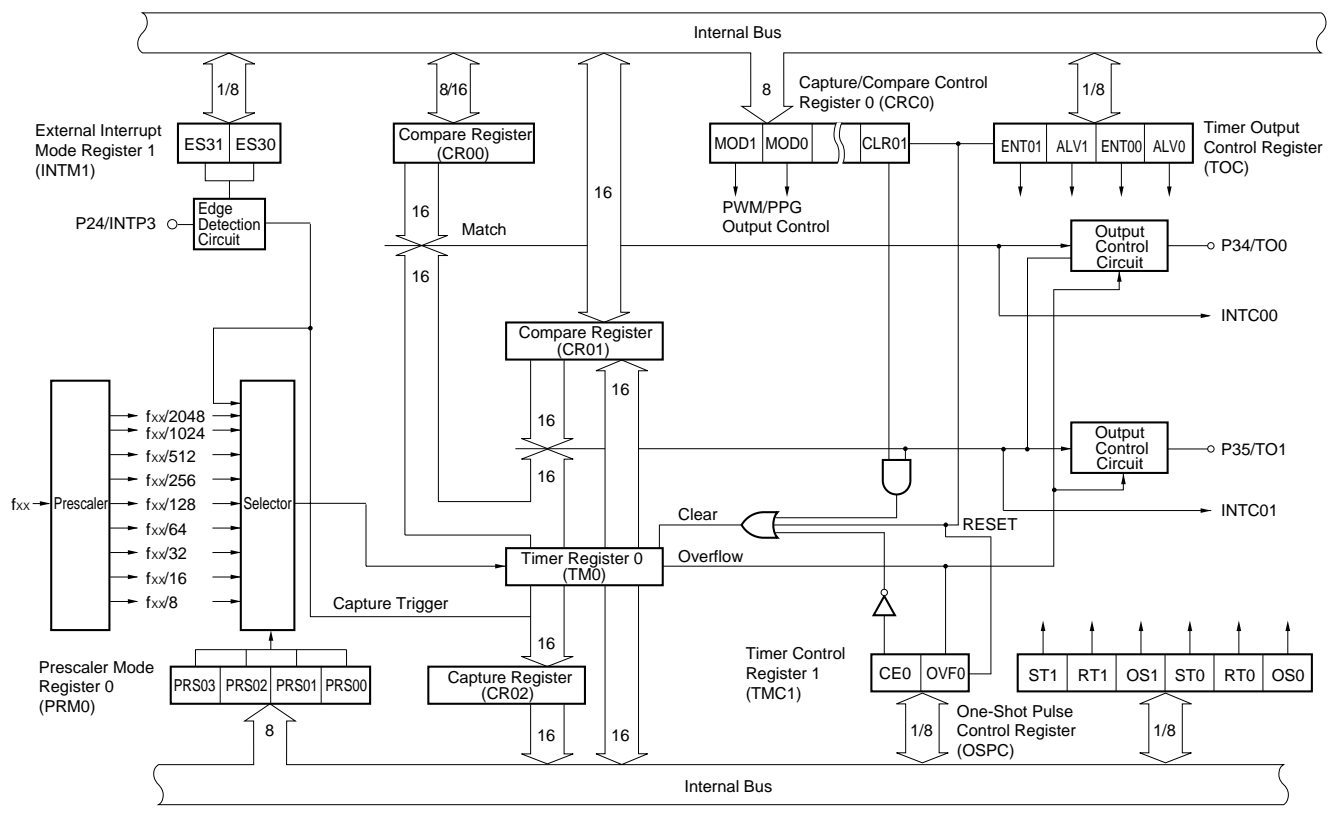 Internal Bus
1/8
8/16
8
Capture/Compare Control
Register 0 (CRC0)
1/8
External Interrupt
Mode Register 1
(INTM1)
ES31 ES30
Compare Register
(CR00)
MOD1 MOD0 CLR01
ENT01 ALV1 ENT00 ALV0
Timer Output
Control Register
(TOC)
16
16
PWM/PPG
Output Control
P24/INTP3
Edge
Detection
Circuit
Match
Output
Control
Circuit
P34/TO0
16
INTC00
Compare Register
(CR01)
16
16
fxx
Prescaler
fxx/2048
fxx/1024
fxx/512
fxx/256
fxx/128
fxx/64
fxx/32
fxx/16
fxx/8
Selector
16
Output
Control
Circuit
P35/TO1
INTC01
Clear
RESET
Timer Register 0
(TM0)
Overflow
Capture Trigger
16
16
Prescaler Mode
Register 0
(PRM0)
PRS03 PRS02 PRS01 PRS00
Capture Register
(CR02)
Timer Control
Register 1
(TMC1)
CE0 OVF0
ST1 RT1 OS1 ST0 RT0 OS0
8
16
1/8
One-Shot Pulse
Control Register
(OSPC)
1/8
Internal Bus